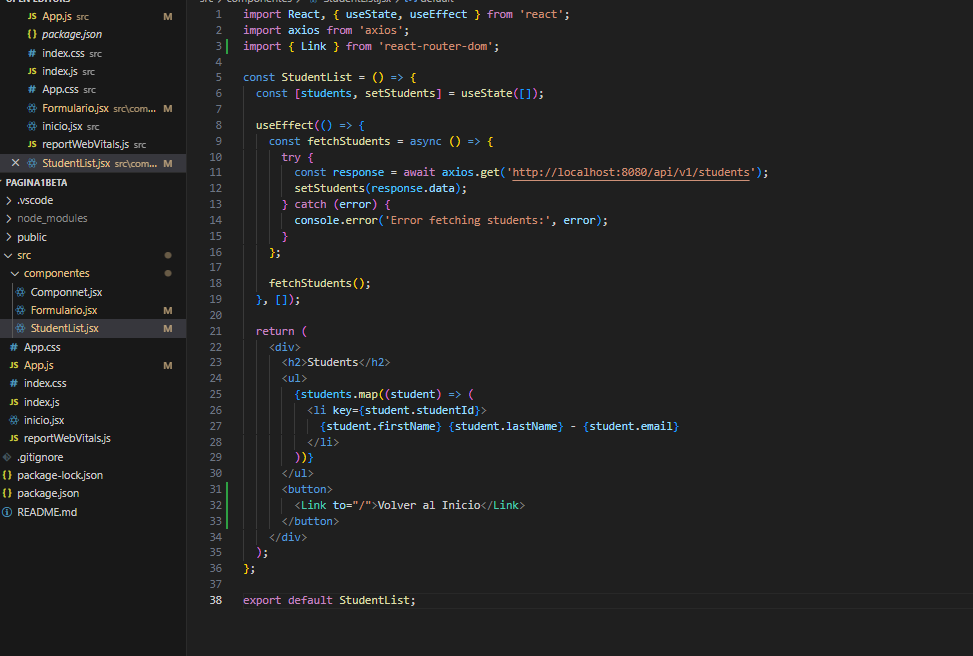 OPEN EDITORS
JS App.js src M
{} package.json
# index.css src
JS index.js src
# App.css src
Formulario.jsx src\com... M
inicio.jsx src
JS reportWebVitals.js src
StudentList.jsx src\com... M
PAGINA1BETA
.vscode
node_modules
public
src
componentes
Componnet.jsx
Formulario.jsx M
StudentList.jsx M
# App.css
JS App.js M
# index.css
JS index.js
inicio.jsx
JS reportWebVitals.js
.gitignore
{} package-lock.json
{} package.json
README.md
src > componentes > StudentList.jsx > default
1 import React, { useState, useEffect } from 'react';
2 import axios from 'axios';
3 import { Link } from 'react-router-dom';
4
5 const StudentList = () => {
6 const [students, setStudents] = useState([]);
7
8 useEffect(() => {
9 const fetchStudents = async () => {
10 try {
11 const response = await axios.get('http://localhost:8080/api/v1/students');
12 setStudents(response.data);
13 } catch (error) {
14 console.error('Error fetching students:', error);
15 }
16 };
17
18 fetchStudents();
19 }, []);
20
21 return (
22 <div>
23 <h2>Students</h2>
24 <ul>
25 {students.map((student) => (
26 <li key={student.studentId}>
27 {student.firstName} {student.lastName} - {student.email}
28 </li>
29 ))}
30 </ul>
31 <button>
32 <Link to="/">Volver al Inicio</Link>
33 </button>
34 </div>
35 );
36 };
37
38 export default StudentList;